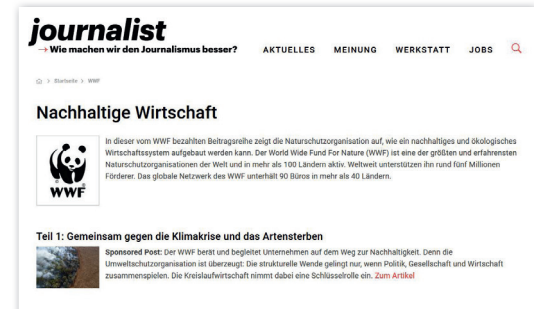 journalist
→ Wie machen wir den Journalismus besser?
AKTUELLES MEINUNG WERKSTATT JOBS
> Startseite > WWF
Nachhaltige Wirtschaft
In dieser vom WWF bezahlten Beitragsreihe zeigt die Naturschutzorganisation auf, wie ein nachhaltiges und ökologisches
Wirtschaftssystem aufgebaut werden kann. Der World Wide Fund For Nature (WWF) ist eine der größten und erfahrensten
Naturschutzorganisationen der Welt und in mehr als 100 Ländern aktiv. Weltweit unterstützen ihn rund fünf Millionen
Förderer. Das globale Netzwerk des WWF unterhält 90 Büros in mehr als 40 Ländern.
WWF
Teil 1: Gemeinsam gegen die Klimakrise und das Artensterben
Sponsored Post: Der WWF berät und begleitet Unternehmen auf dem Weg zur Nachhaltigkeit. Denn die
Umweltschutzorganisation ist überzeugt: Die strukturelle Wende gelingt nur, wenn Politik, Gesellschaft und Wirtschaft
zusammenspielen. Die Kreislaufwirtschaft nimmt dabei eine Schlüsselrolle ein. Zum Artikel